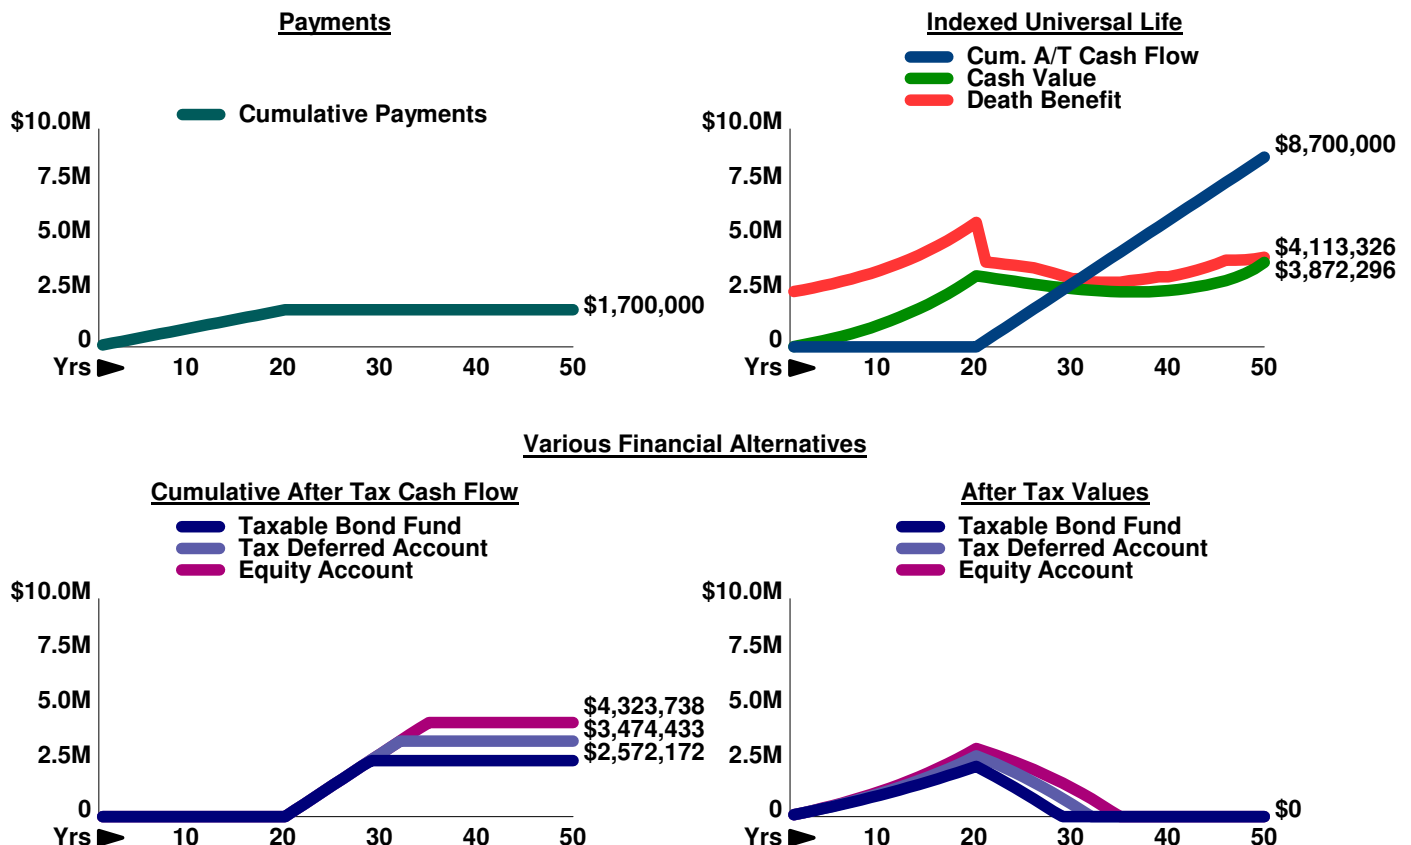 Payments
Cumulative Payments
$10.0M
7.5M
5.0M
2.5M
0
$1,700,000
Yrs 10 20 30 40 50
Indexed Universal Life
Cum. A/T Cash Flow
Cash Value
Death Benefit
$10.0M
7.5M
5.0M
2.5M
0
$8,700,000
$4,113,326
$3,872,296
Yrs 10 20 30 40 50
Various Financial Alternatives
Cumulative After Tax Cash Flow
Taxable Bond Fund
Tax Deferred Account
Equity Account
$10.0M
7.5M
5.0M
2.5M
0
$4,323,738
$3,474,433
$2,572,172
Yrs 10 20 30 40 50
After Tax Values
Taxable Bond Fund
Tax Deferred Account
Equity Account
$10.0M
7.5M
5.0M
2.5M
0
$0
Yrs 10 20 30 40 50